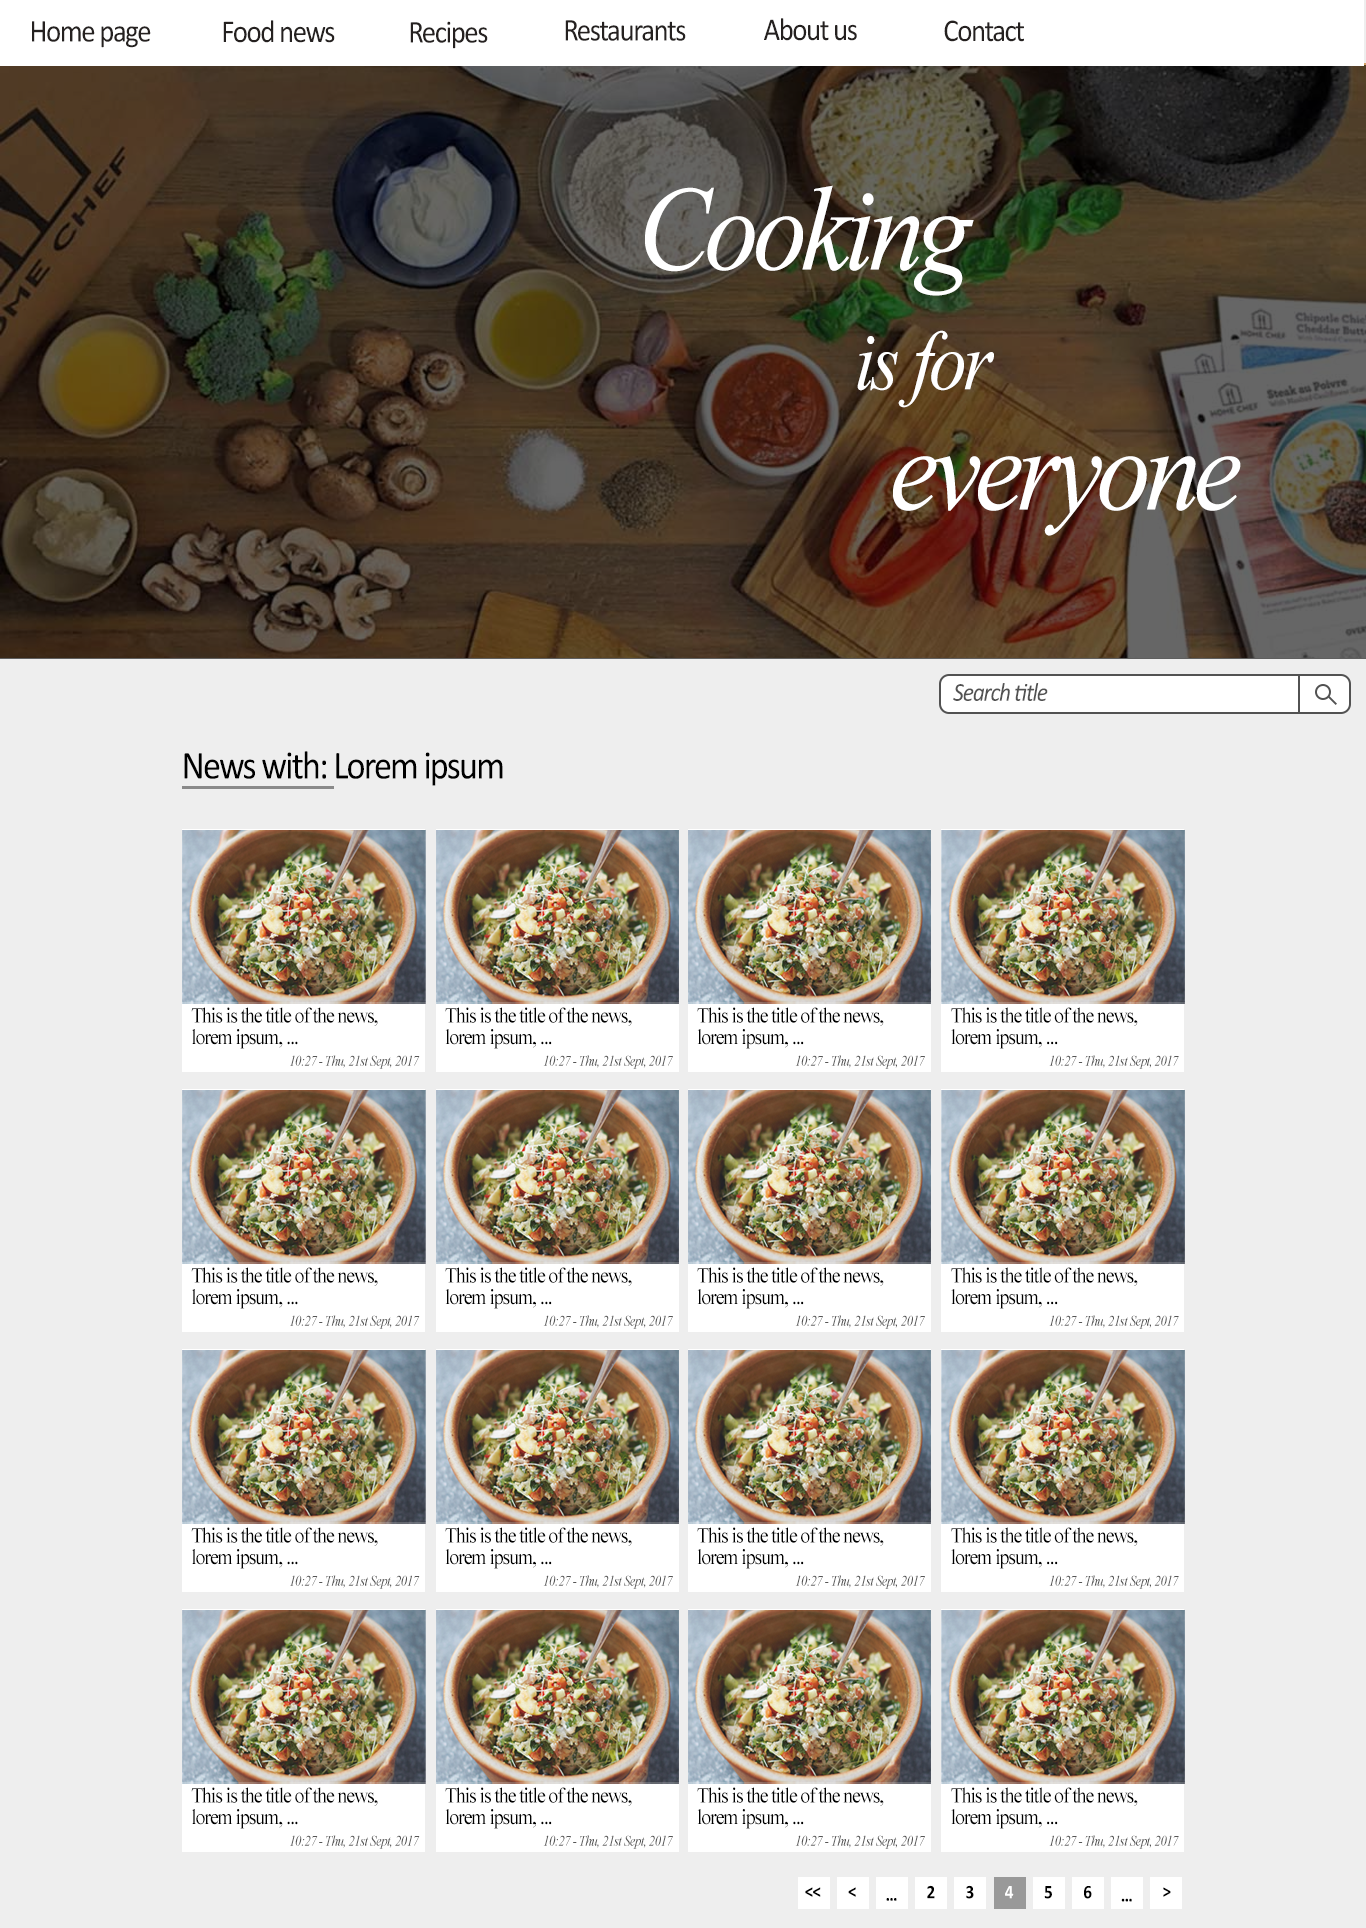 Home page Food news Recipes Restaurants About us Contact
HOME CHEF
Cooking
is for
everyone
HOME CHEF
Chipotle
Cheddar
HOME CHEF
Steak au Poivre
Search title
News with: Lorem ipsum
This is the title of the news,
lorem ipsum, ...
10:27 - Thu, 21st Sept, 2017
This is the title of the news,
lorem ipsum, ...
10:27 - Thu, 21st Sept, 2017
This is the title of the news,
lorem ipsum, ...
10:27 - Thu, 21st Sept, 2017
This is the title of the news,
lorem ipsum, ...
10:27 - Thu, 21st Sept, 2017
This is the title of the news,
lorem ipsum, ...
10:27 - Thu, 21st Sept, 2017
This is the title of the news,
lorem ipsum, ...
10:27 - Thu, 21st Sept, 2017
This is the title of the news,
lorem ipsum, ...
10:27 - Thu, 21st Sept, 2017
This is the title of the news,
lorem ipsum, ...
10:27 - Thu, 21st Sept, 2017
This is the title of the news,
lorem ipsum, ...
10:27 - Thu, 21st Sept, 2017
This is the title of the news,
lorem ipsum, ...
10:27 - Thu, 21st Sept, 2017
This is the title of the news,
lorem ipsum, ...
10:27 - Thu, 21st Sept, 2017
This is the title of the news,
lorem ipsum, ...
10:27 - Thu, 21st Sept, 2017
This is the title of the news,
lorem ipsum, ...
10:27 - Thu, 21st Sept, 2017
This is the title of the news,
lorem ipsum, ...
10:27 - Thu, 21st Sept, 2017
This is the title of the news,
lorem ipsum, ...
10:27 - Thu, 21st Sept, 2017
This is the title of the news,
lorem ipsum, ...
10:27 - Thu, 21st Sept, 2017
<< < ... 2 3 4 5 6 ... >